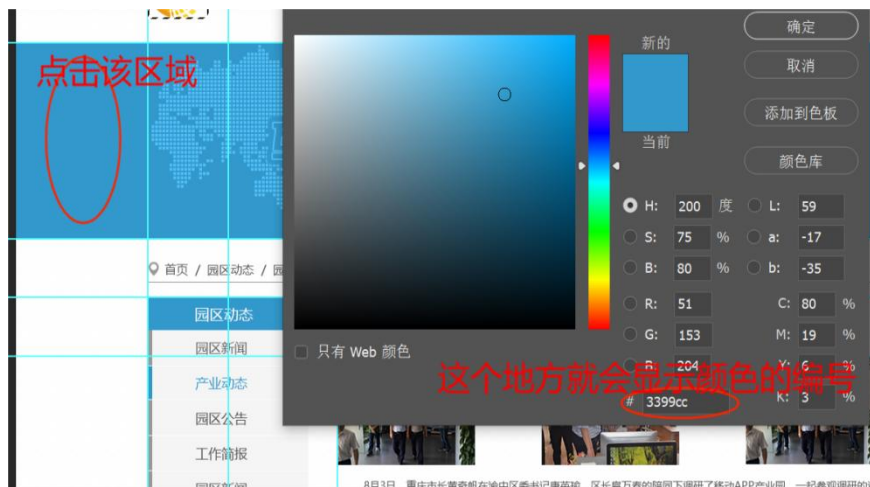 点击该区域
首页 / 园区动态 / 园
园区动态
园区新闻
产业动态
园区公告
工作简报
新的
当前
确定
取消
添加到色板
颜色库
H: 200 度
L: 59
S: 75 %
a: -17
B: 80 %
b: -35
R: 51
C: 80 %
G: 153
M: 19 %
B: 204
Y: 6 %
# 3399cc
K: 3 %
只有 Web 颜色
这个地方就会显示颜色的编号